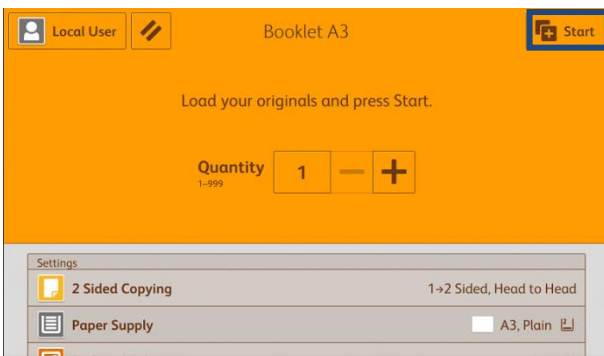 Local User
Booklet A3
Start
Load your originals and press Start.
Quantity
1-999
1
Settings
2 Sided Copying
1→2 Sided, Head to Head
Paper Supply
A3, Plain